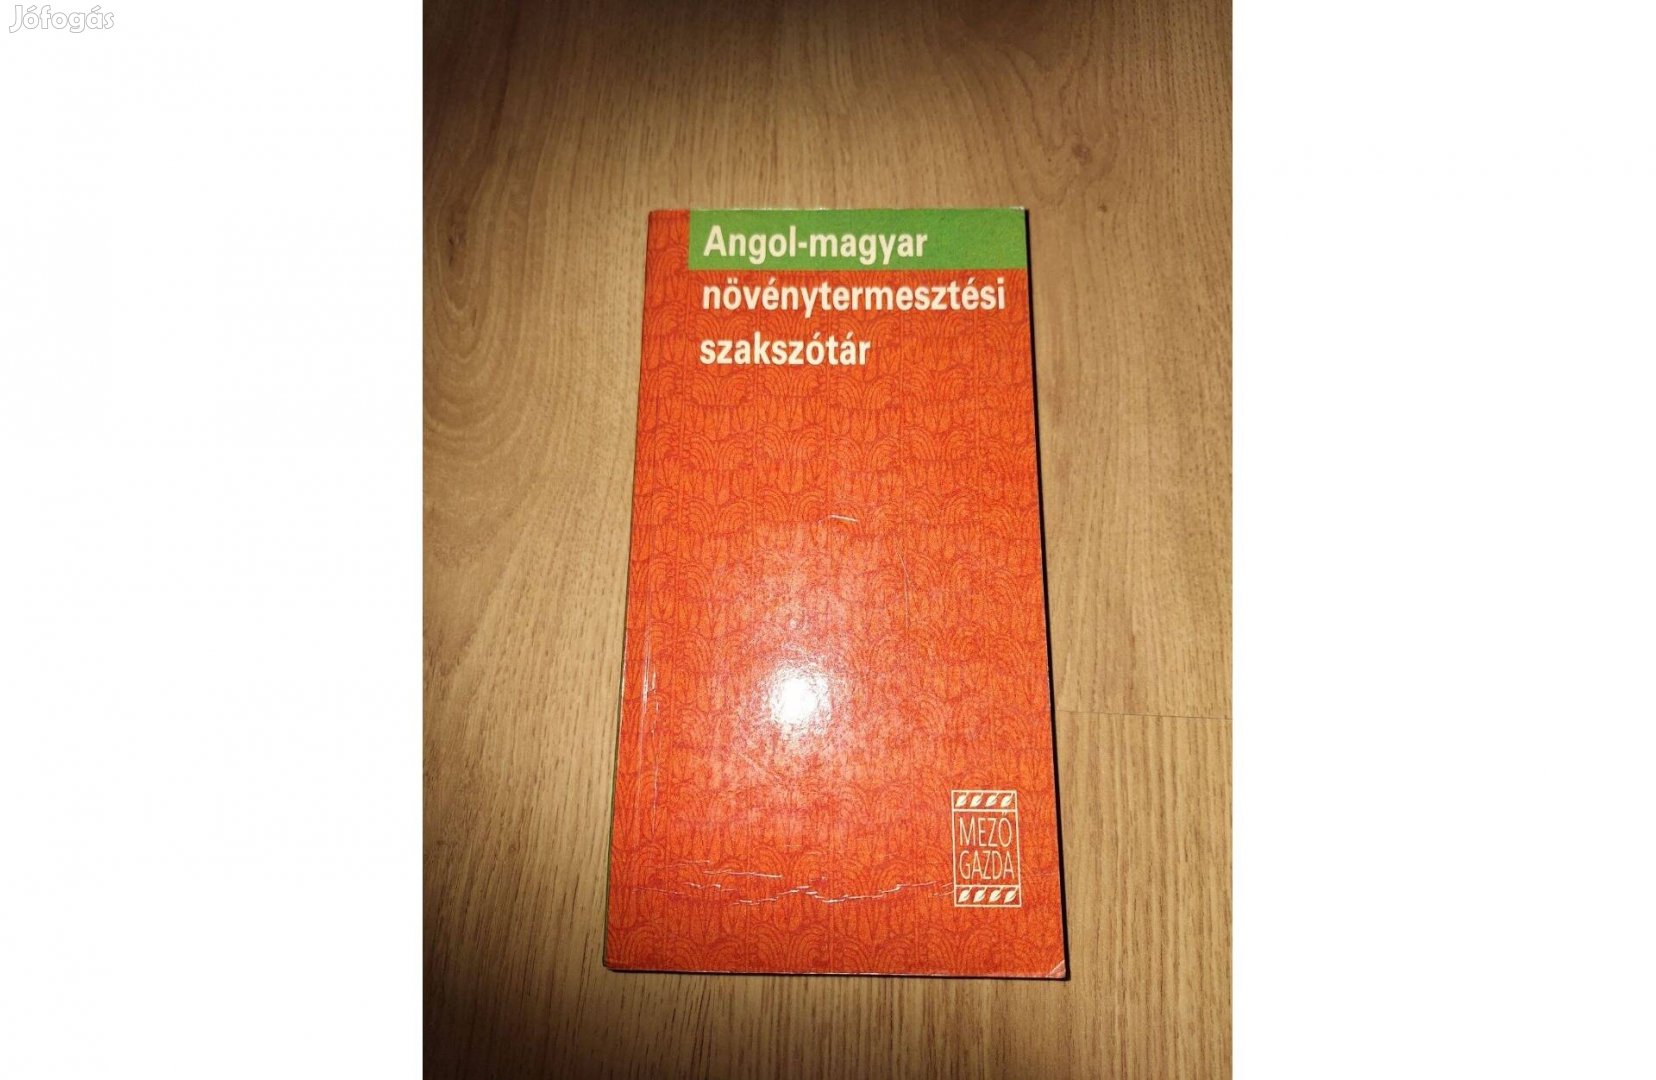 Jófogás
Angol-magyar
növénytermesztési
szakszótár
MEZŐ
GAZDA